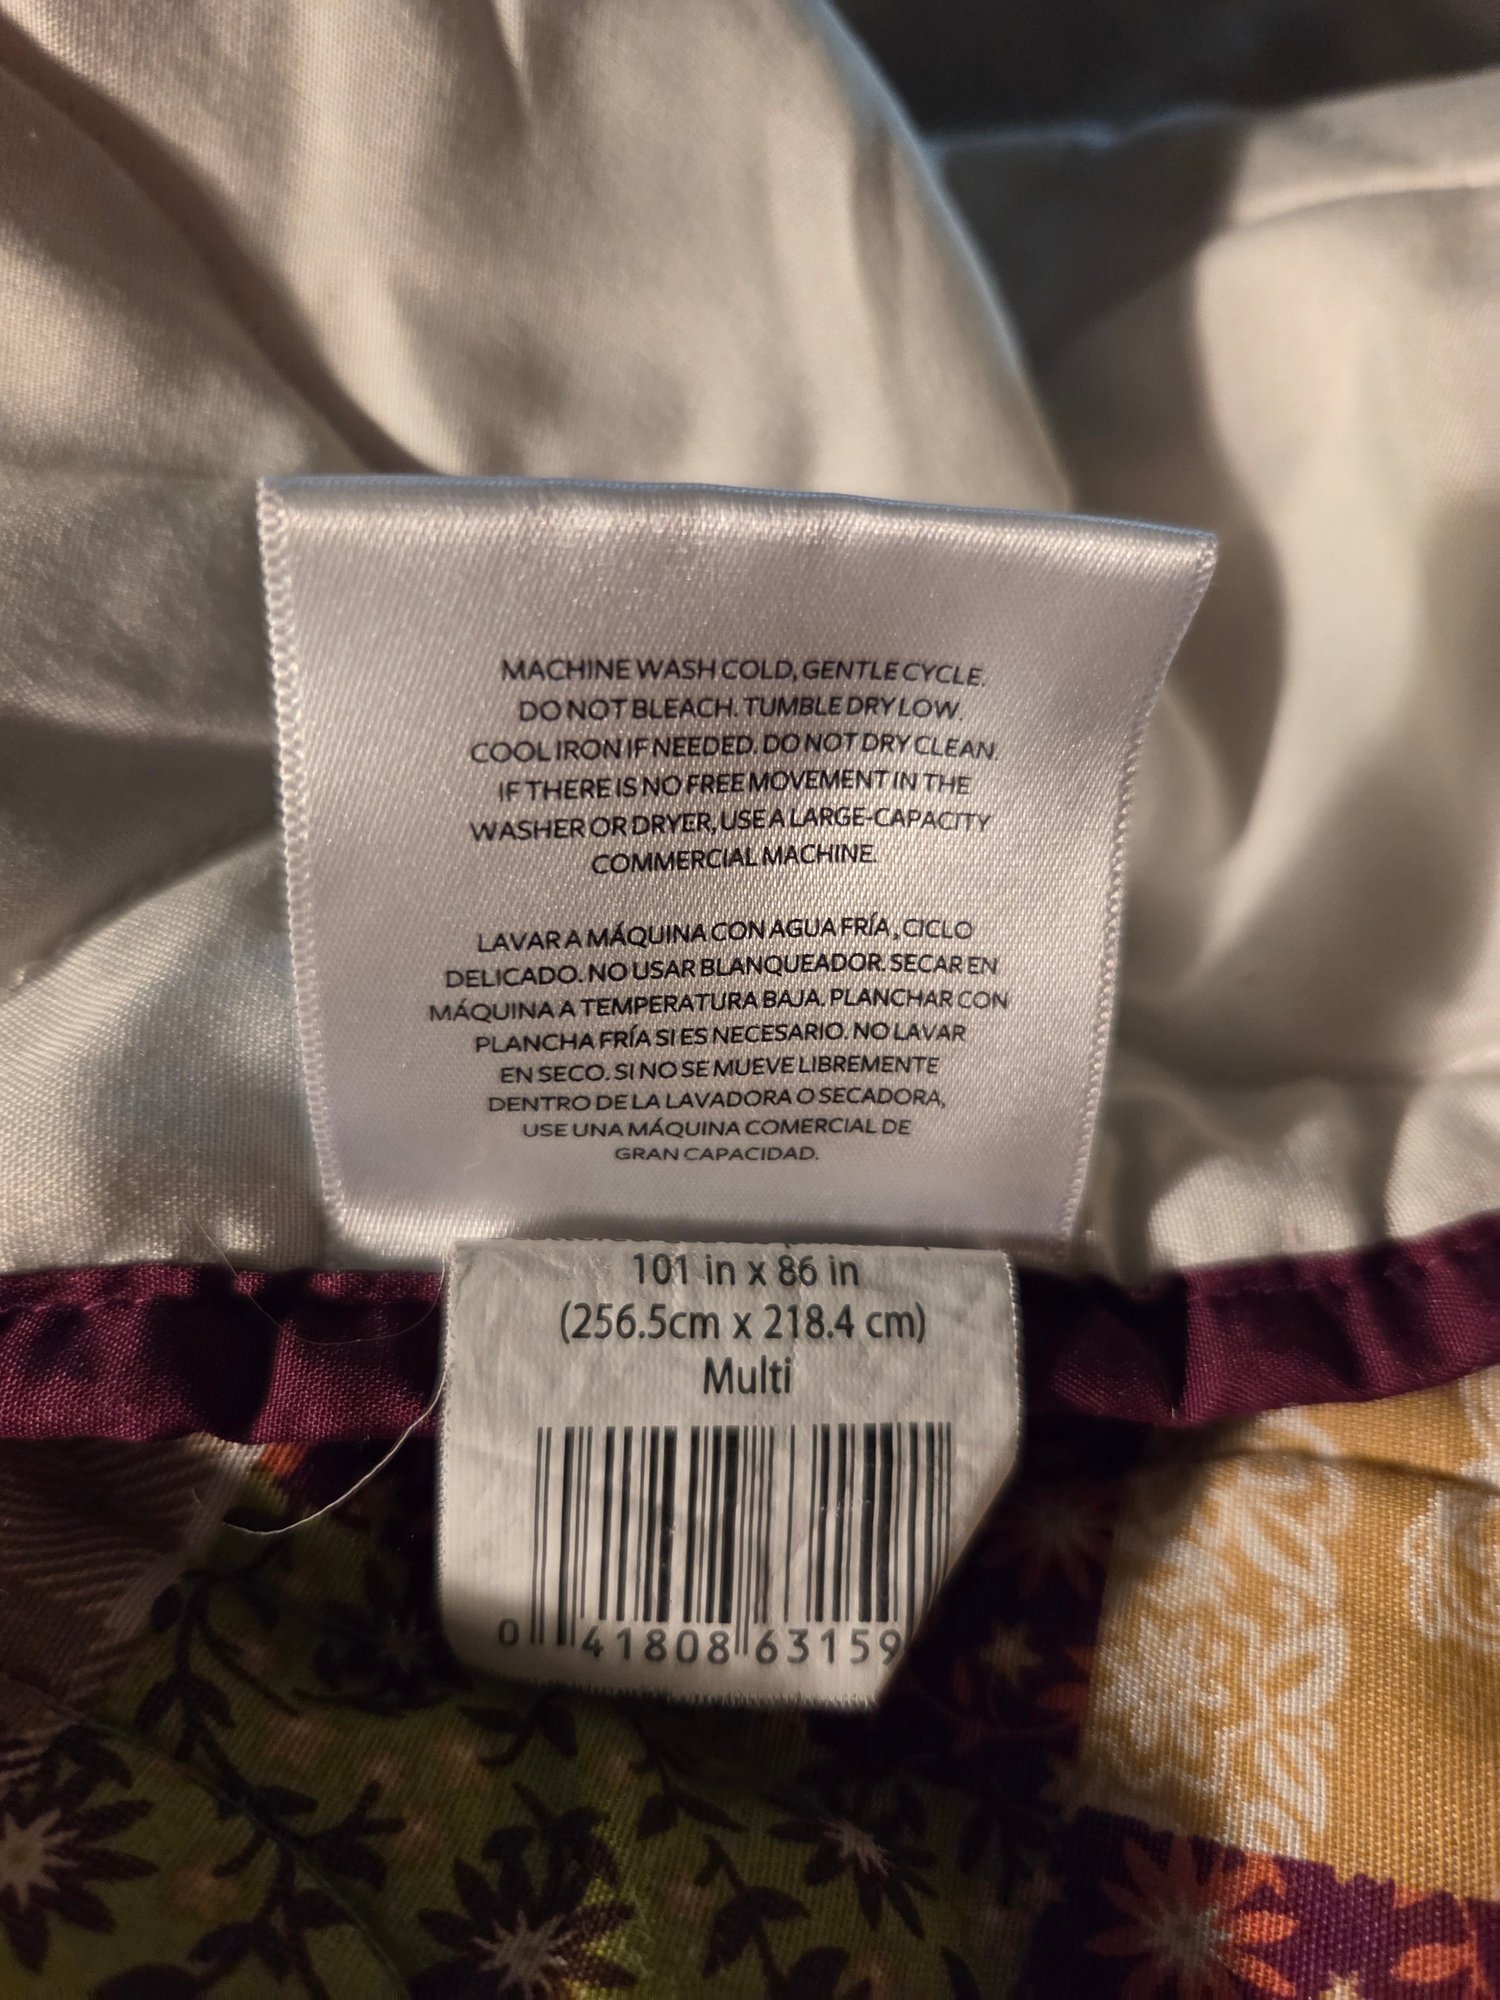 MACHINE WASH COLD, GENTLE CYCLE.
DO NOT BLEACH. TUMBLE DRY LOW.
COOL IRON IF NEEDED. DO NOT DRY CLEAN.
IF THERE IS NO FREE MOVEMENT IN THE
WASHER OR DRYER, USE A LARGE-CAPACITY
COMMERCIAL MACHINE.
LAVAR A MÁQUINA CON AGUA FRÍA, CICLO
DELICADO. NO USAR BLANQUEADOR. SECAR EN
MÁQUINA A TEMPERATURA BAJA. PLANCHAR CON
PLANCHA FRÍA SI ES NECESARIO. NO LAVAR
EN SECO. SI NO SE MUEVE LIBREMENTE
DENTRO DE LA LAVADORA O SECADORA,
USE UNA MÁQUINA COMERCIAL DE
GRAN CAPACIDAD.
101 in x 86 in
(256.5cm x 218.4 cm)
Multi
0 41808 63159